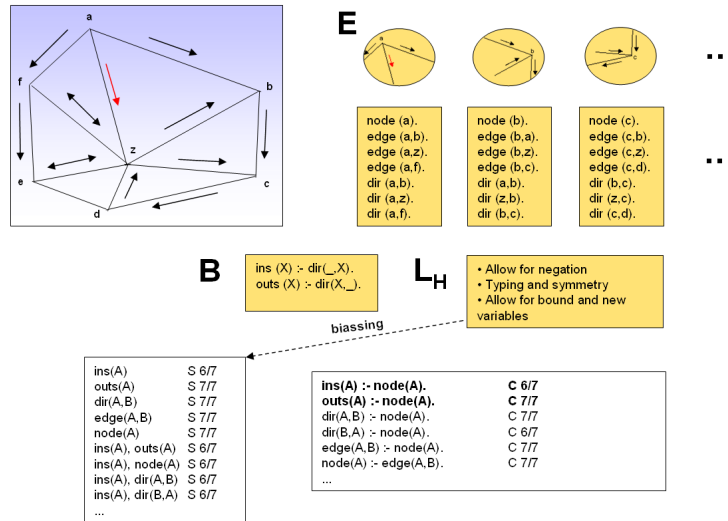 a
f
b
z
e
c
d
E
a
b
c
..
node (a).
edge (a,b).
edge (a,z).
edge (a,f).
dir (a,b).
dir (a,z).
dir (a,f).
node (b).
edge (b,a).
edge (b,z).
edge (b,c).
dir (a,b).
dir (z,b).
dir (b,c).
node (c).
edge (c,b).
edge (c,z).
edge (c,d).
dir (b,c).
dir (z,c).
dir (c,d).
..
B
ins (X) :- dir(_,X).
outs (X) :- dir(X,_).
LH
• Allow for negation
• Typing and symmetry
• Allow for bound and new
variables
biassing
ins(A) S 6/7
outs(A) S 7/7
dir(A,B) S 7/7
edge(A,B) S 7/7
node(A) S 7/7
ins(A), outs(A) S 6/7
ins(A), node(A) S 6/7
ins(A), dir(A,B) S 6/7
ins(A), dir(B,A) S 6/7
...
ins(A) :- node(A). C 6/7
outs(A) :- node(A). C 7/7
dir(A,B) :- node(A). C 7/7
dir(B,A) :- node(A). C 6/7
edge(A,B) :- node(A). C 7/7
node(A) :- edge(A,B). C 7/7
...